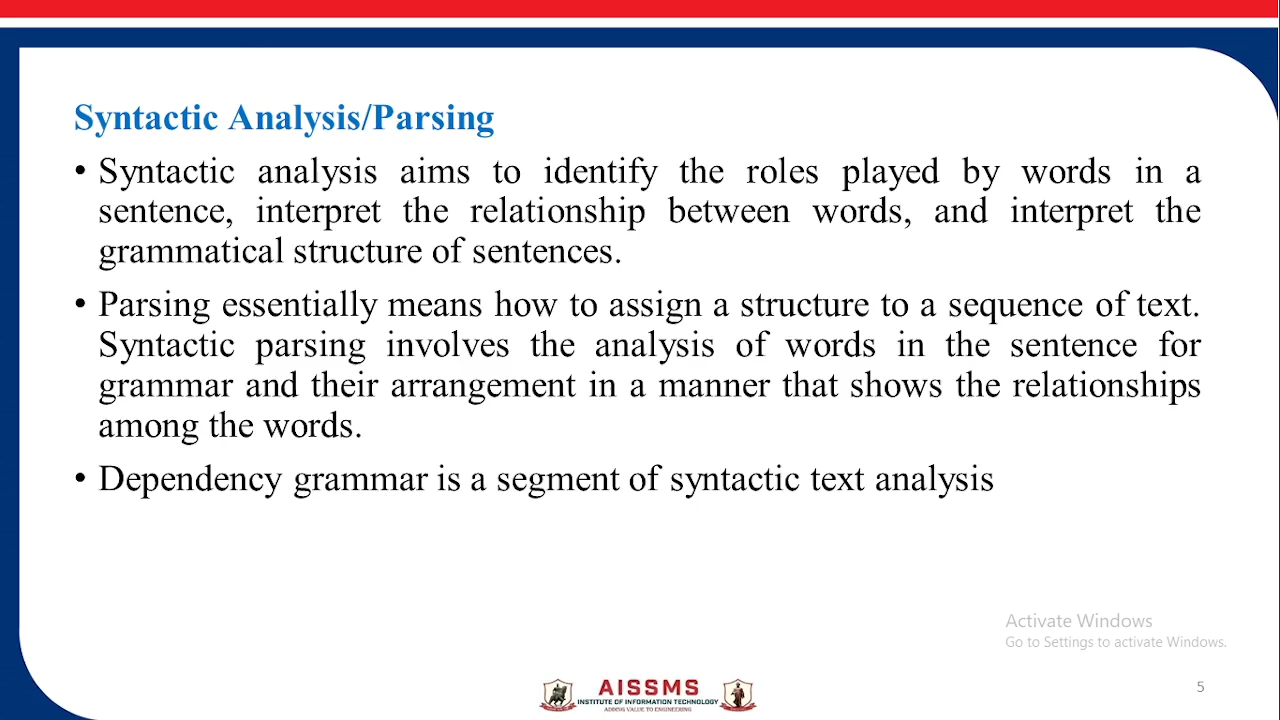 Syntactic Analysis/Parsing
• Syntactic analysis aims to identify the roles played by words in a
sentence, interpret the relationship between words, and interpret the
grammatical structure of sentences.
• Parsing essentially means how to assign a structure to a sequence of text.
Syntactic parsing involves the analysis of words in the sentence for
grammar and their arrangement in a manner that shows the relationships
among the words.
• Dependency grammar is a segment of syntactic text analysis
Activate Windows
Go to Settings to activate Windows.
AISSMS
INSTITUTE OF INFORMATION TECHNOLOGY
ADDING VALUE TO ENGINEERING
5